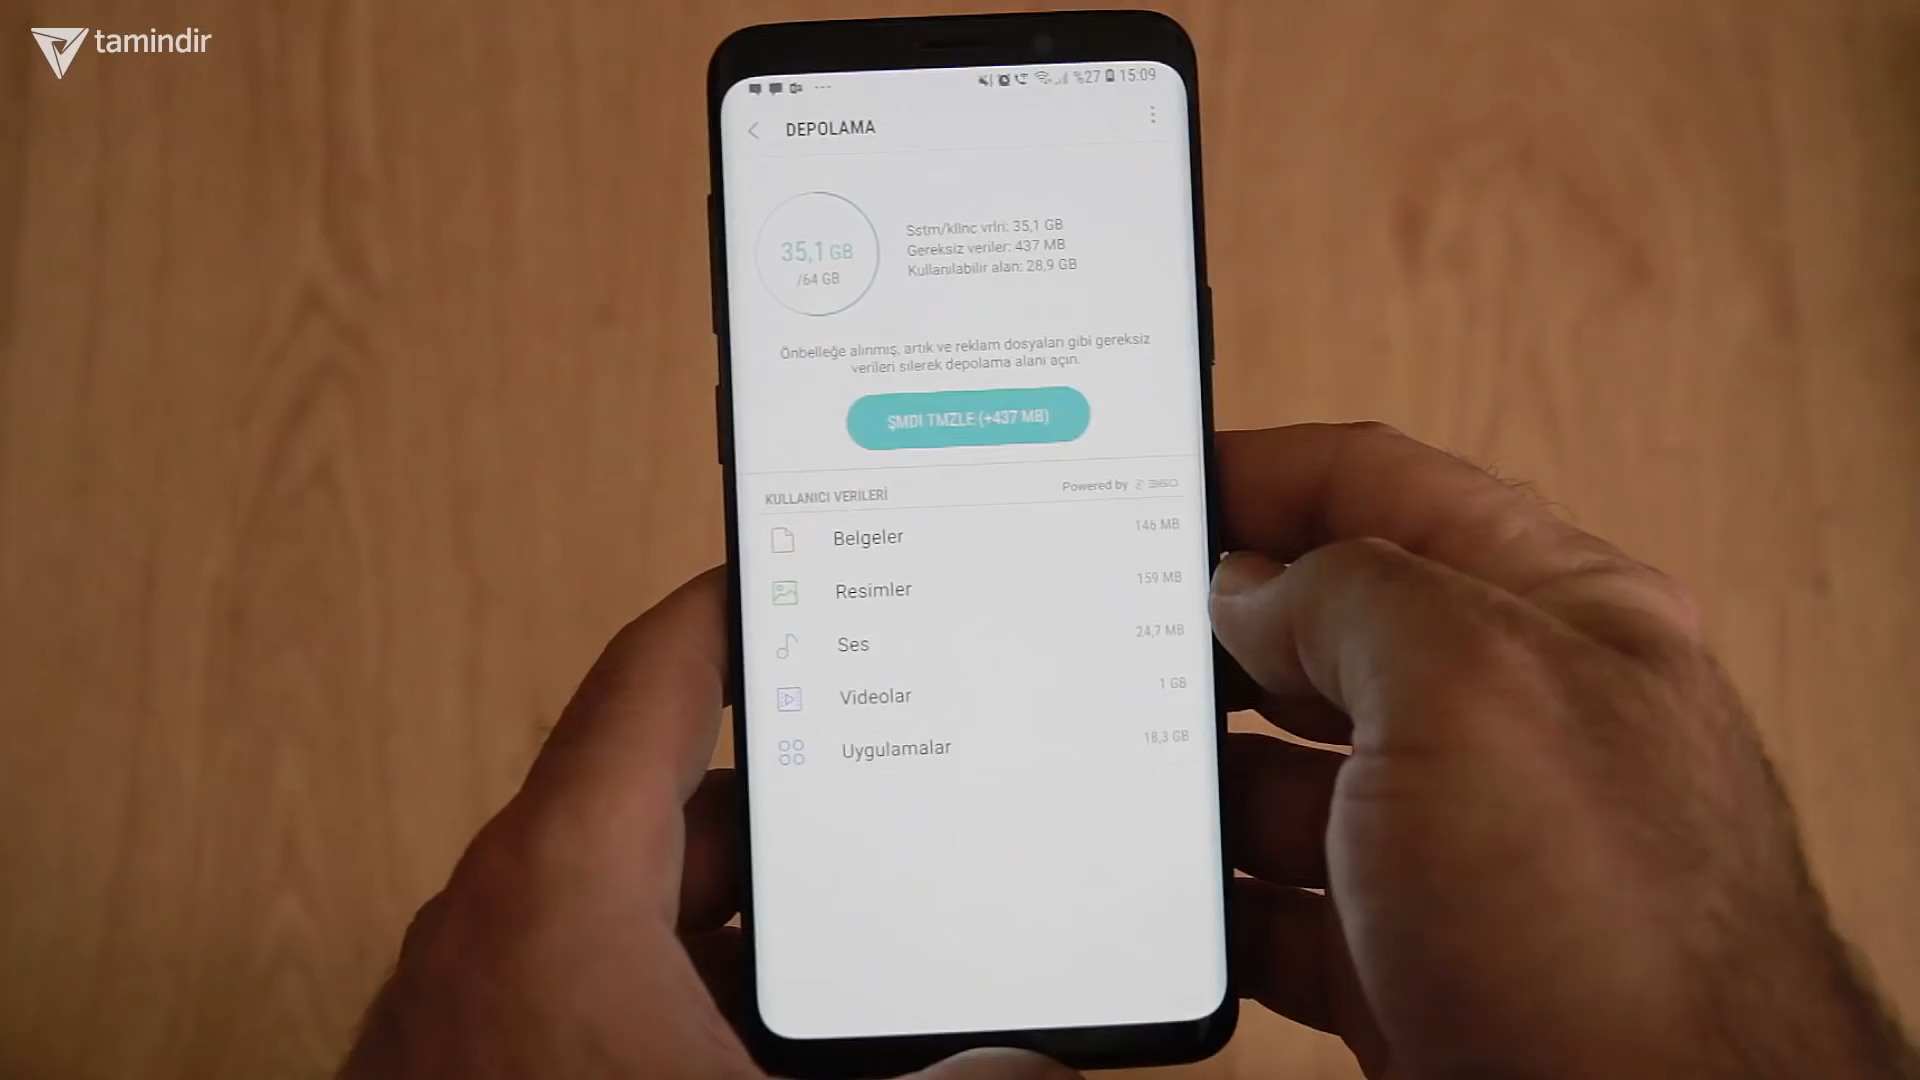 tamindir
%27 15:09
DEPOLAMA
35,1 GB
/64 GB
Sstm/kllnc vrlri: 35,1 GB
Gereksiz veriler: 437 MB
Kullanılabilir alan: 28,9 GB
Önbelleğe alınmış, artık ve reklam dosyaları gibi gereksiz
verileri silerek depolama alanı açın.
ŞMDİ TMZLE (+437 MB)
KULLANICI VERİLERİ
Powered by 360
Belgeler 146 MB
Resimler 159 MB
Ses 24,7 MB
Videolar 1 GB
Uygulamalar 18,3 GB